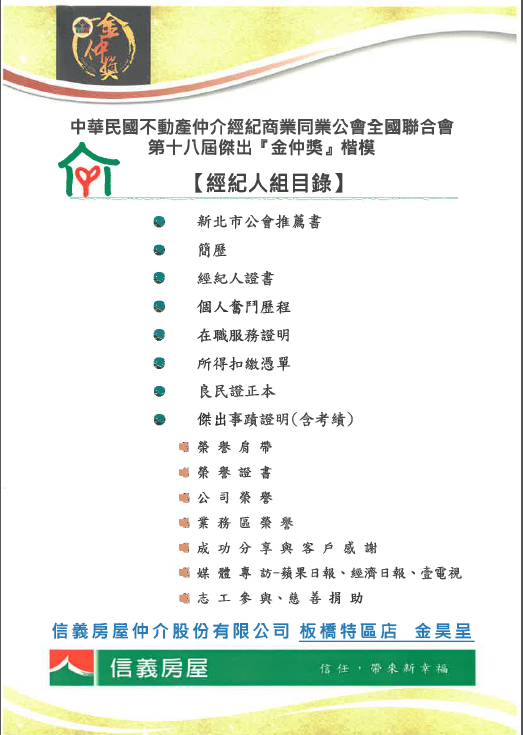 金仲獎
中華民國不動產仲介經紀商業同業公會全國聯合會
第十八屆傑出『金仲獎』楷模
【經紀人組目錄】
新北市公會推薦書
簡歷
經紀人證書
個人奮鬥歷程
在職服務證明
所得扣繳憑單
良民證正本
傑出事蹟證明(含考績)
榮譽肩帶
榮譽證書
公司榮譽
業務區榮譽
成功分享與客戶感謝
媒體專訪-蘋果日報、經濟日報、壹電視
志工參與、慈善捐助
信義房屋仲介股份有限公司 板橋特區店 金昊呈
信義房屋
信任，帶來新幸福